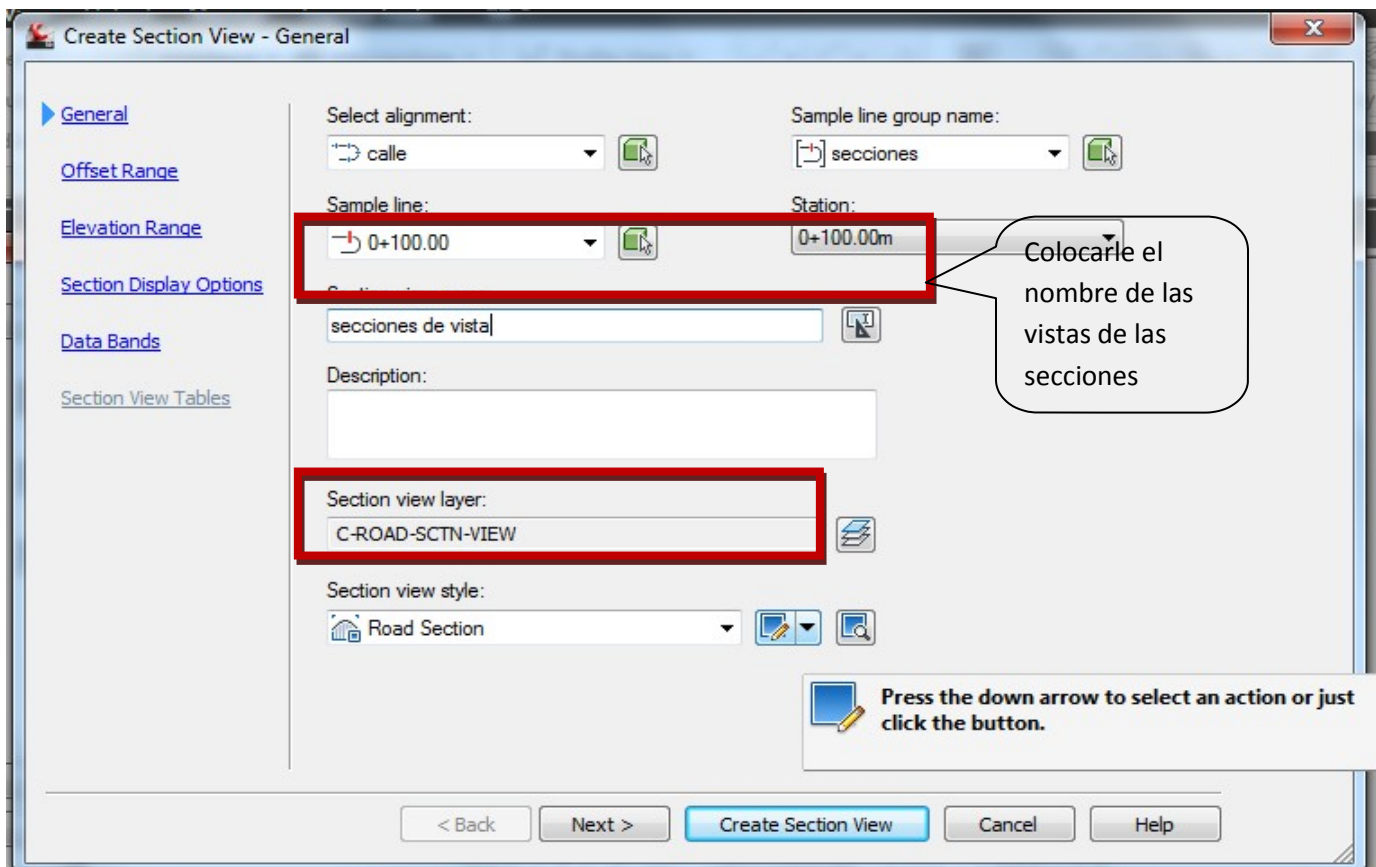 Create Section View - General
General
Offset Range
Elevation Range
Section Display Options
Data Bands
Section View Tables
Select alignment:
calle
Sample line group name:
secciones
Sample line:
0+100.00
Station:
0+100.00m
secciones de vista
Description:
Section view layer:
C-ROAD-SCTN-VIEW
Section view style:
Road Section
Colocarle el
nombre de las
vistas de las
secciones
Press the down arrow to select an action or just
click the button.
< Back
Next >
Create Section View
Cancel
Help